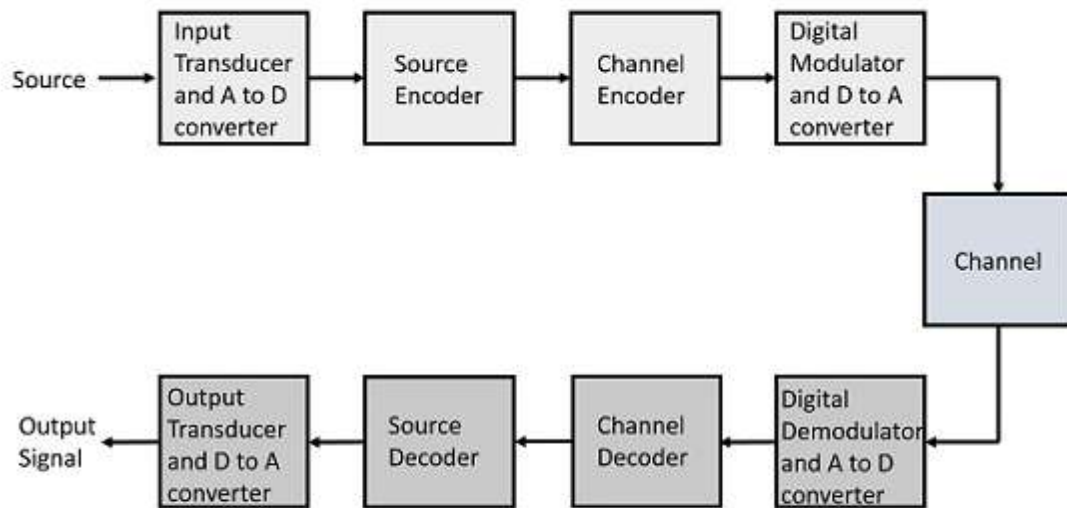 Source
Input
Transducer
and A to D
converter
Source
Encoder
Channel
Encoder
Digital
Modulator
and D to A
converter
Channel
Output
Signal
Output
Transducer
and D to A
converter
Source
Decoder
Channel
Decoder
Digital
Demodulator
and A to D
converter